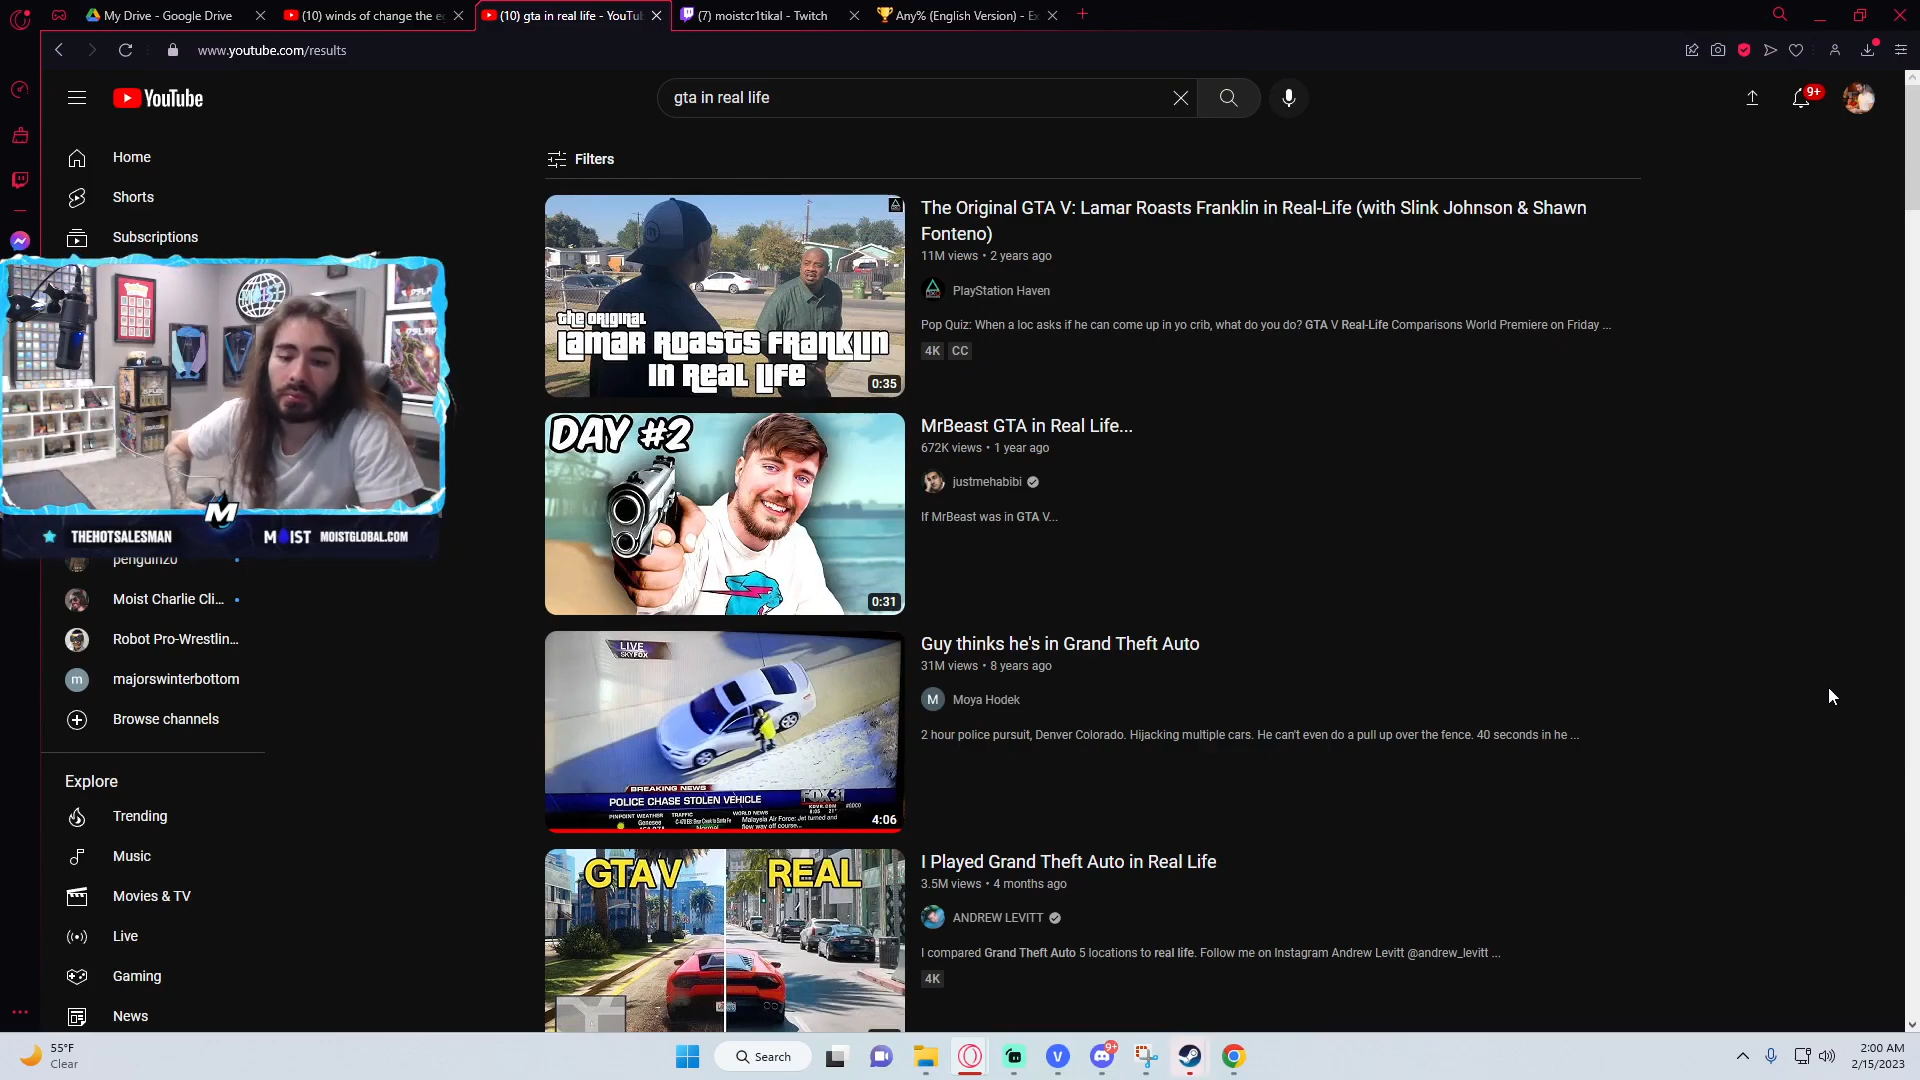 My Drive - Google Drive
(10) winds of change the e
(10) gta in real life - YouTu
(7) moistcr1tikal - Twitch
Any% (English Version) - Ex
www.youtube.com/results
YouTube
gta in real life
9+
Home
Shorts
Subscriptions
MOIST
THEHOTSALESMAN
MOIST MOISTGLOBAL.COM
penguinz0
Moist Charlie Cli...
Robot Pro-Wrestlin...
m majorswinterbottom
Browse channels
Explore
Trending
Music
Movies & TV
Live
Gaming
News
Filters
the original
Lamar Roasts Franklin
in Real Life
0:35
The Original GTA V: Lamar Roasts Franklin in Real-Life (with Slink Johnson & Shawn
Fonteno)
11M views • 2 years ago
PlayStation Haven
Pop Quiz: When a loc asks if he can come up in yo crib, what do you do? GTA V Real-Life Comparisons World Premiere on Friday ...
4K CC
DAY #2
0:31
MrBeast GTA in Real Life...
672K views • 1 year ago
justmehabibi
If MrBeast was in GTA V...
LIVE
SKYFOX
BREAKING NEWS
POLICE CHASE STOLEN VEHICLE
FOX31
4:06
Guy thinks he's in Grand Theft Auto
31M views • 8 years ago
M Moya Hodek
2 hour police pursuit, Denver Colorado. Hijacking multiple cars. He can't even do a pull up over the fence. 40 seconds in he ...
GTA V REAL
I Played Grand Theft Auto in Real Life
3.5M views • 4 months ago
ANDREW LEVITT
I compared Grand Theft Auto 5 locations to real life. Follow me on Instagram Andrew Levitt @andrew_levitt ...
4K
55°F
Clear
Search
9+
2:00 AM
2/15/2023